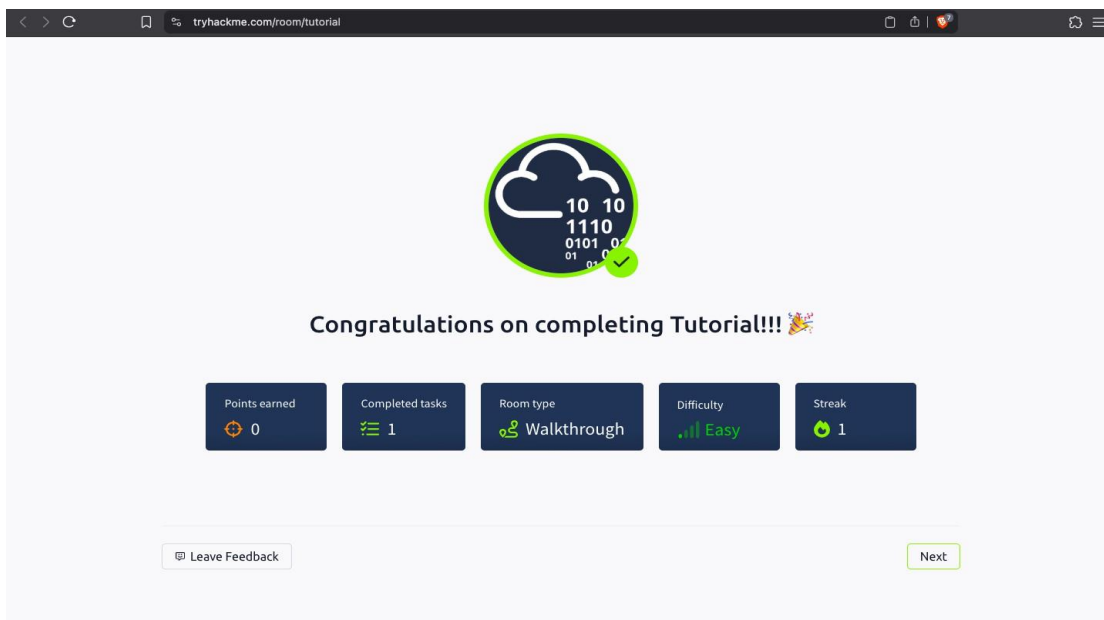 tryhackme.com/room/tutorial
10 10
1110
0101
01
01
Congratulations on completing Tutorial!!! 🎉
Points earned
0
Completed tasks
1
Room type
Walkthrough
Difficulty
Easy
Streak
1
Leave Feedback
Next